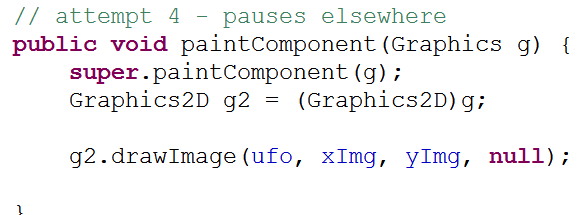 // attempt 4 – pauses elsewhere
public void paintComponent(Graphics g) {
super.paintComponent(g);
Graphics2D g2 = (Graphics2D)g;
g2.drawImage(ufo, xImg, yImg, null);
}